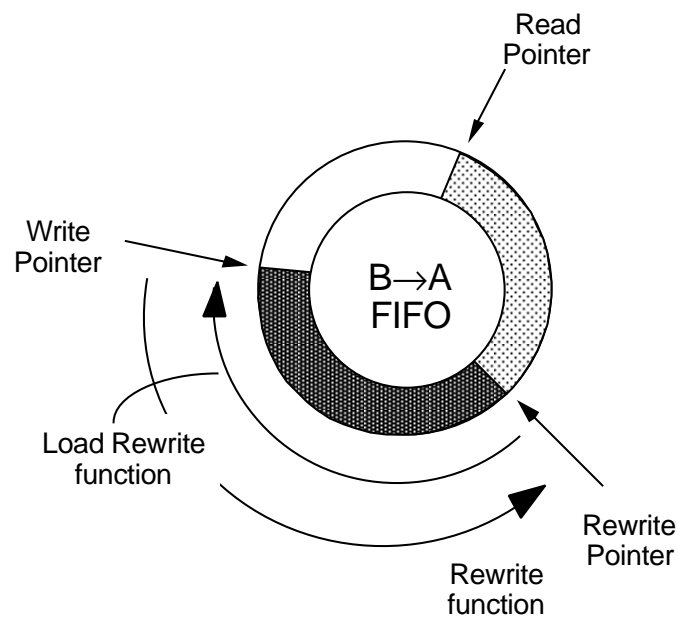 Read
Pointer
Write
Pointer
B→A
FIFO
Load Rewrite
function
Rewrite
Pointer
Rewrite
function